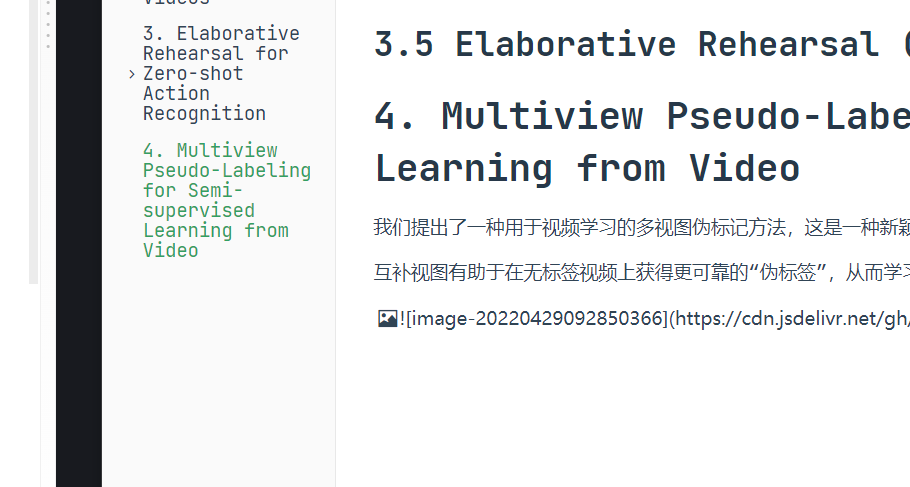 3. Elaborative
Rehearsal for
Zero-shot
Action
Recognition
4. Multiview
Pseudo-Labeling
for Semi-
supervised
Learning from
Video
3.5 Elaborative Rehearsal
4. Multiview Pseudo-Labe
Learning from Video
我们提出了一种用于视频学习的多视图伪标记方法，这是一种新颖
互补视图有助于在无标签视频上获得更可靠的“伪标签”，从而学习
![image-20220429092850366](https://cdn.jsdelivr.net/gh/